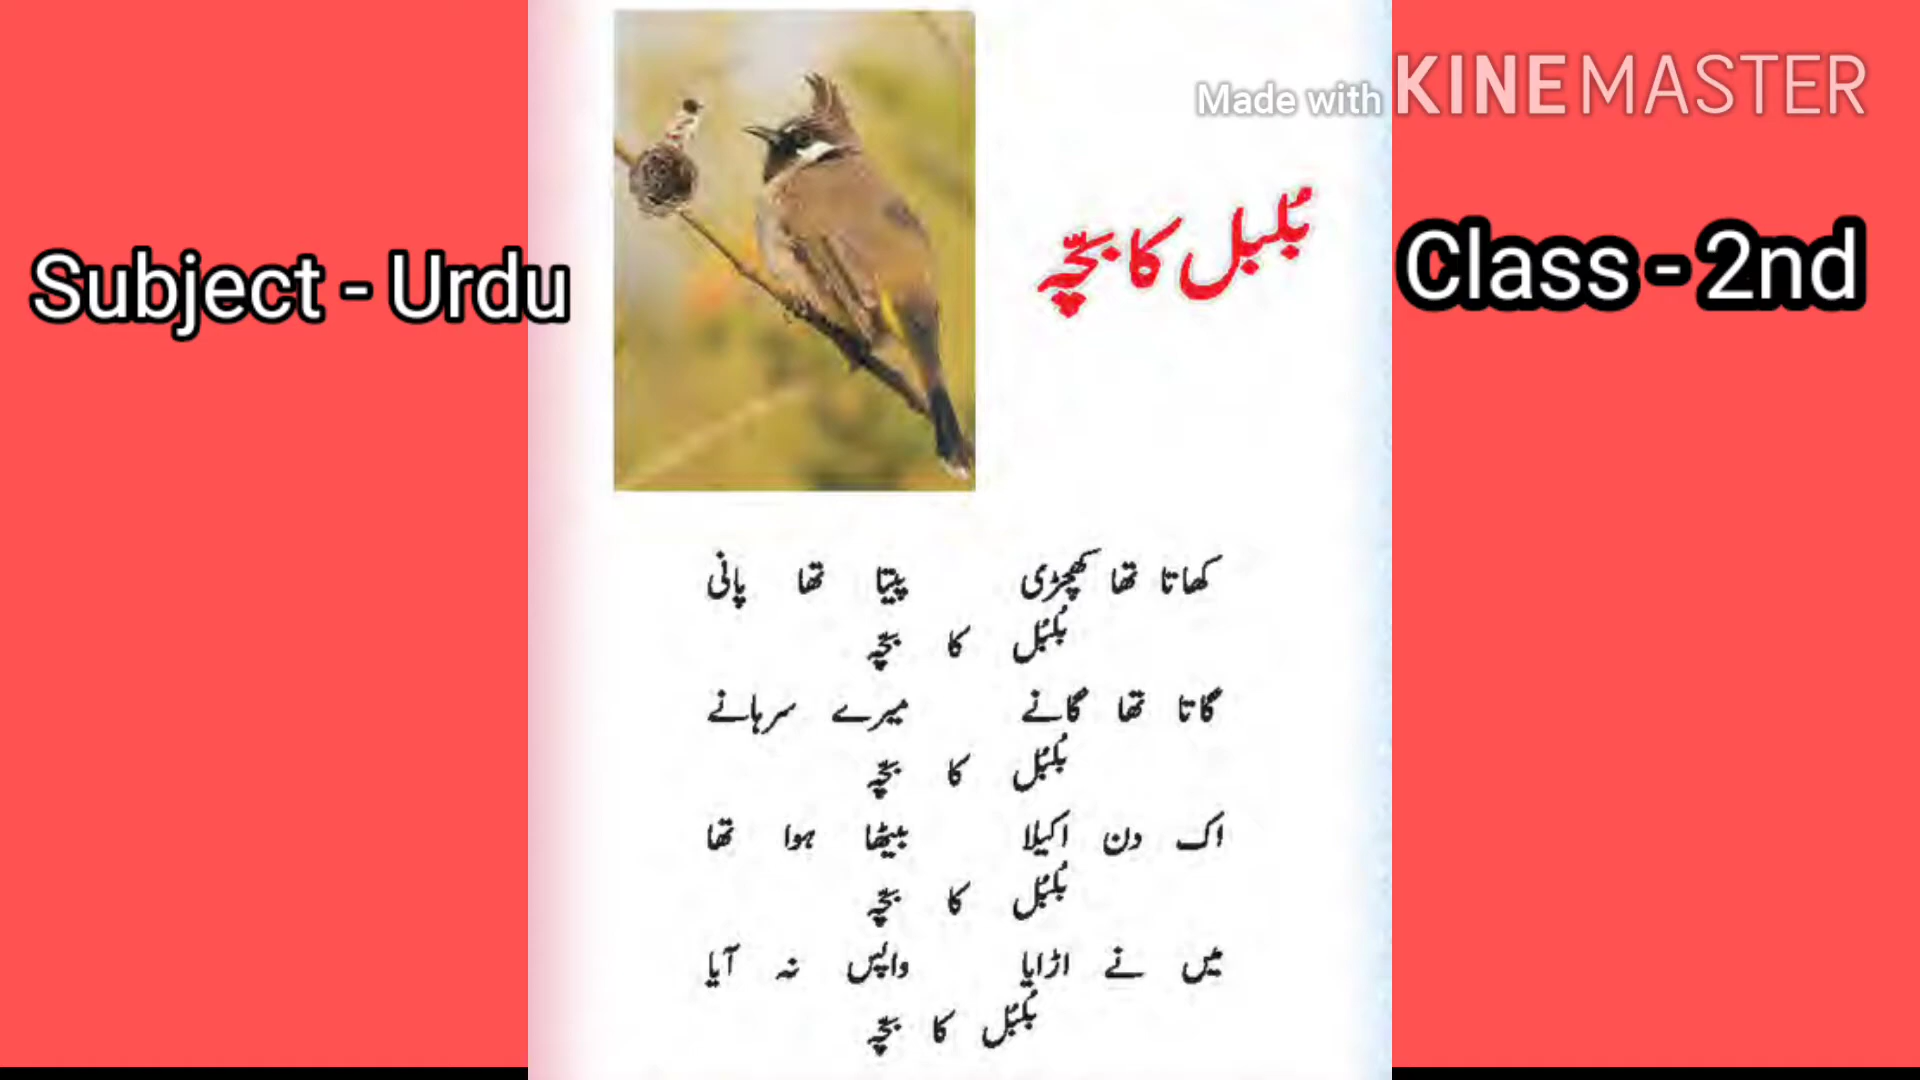 Made with KINEMASTER
Subject - Urdu
بُلبل کا بچّہ
Class - 2nd
کھاتا تھا کھچڑی پیتا تھا پانی
بُلبُل کا بچّہ
گاتا تھا گانے میرے سرہانے
بُلبُل کا بچّہ
اک دن اکیلا بیٹھا ہوا تھا
بُلبُل کا بچّہ
میں نے اڑایا واپس نہ آیا
بُلبُل کا بچّہ